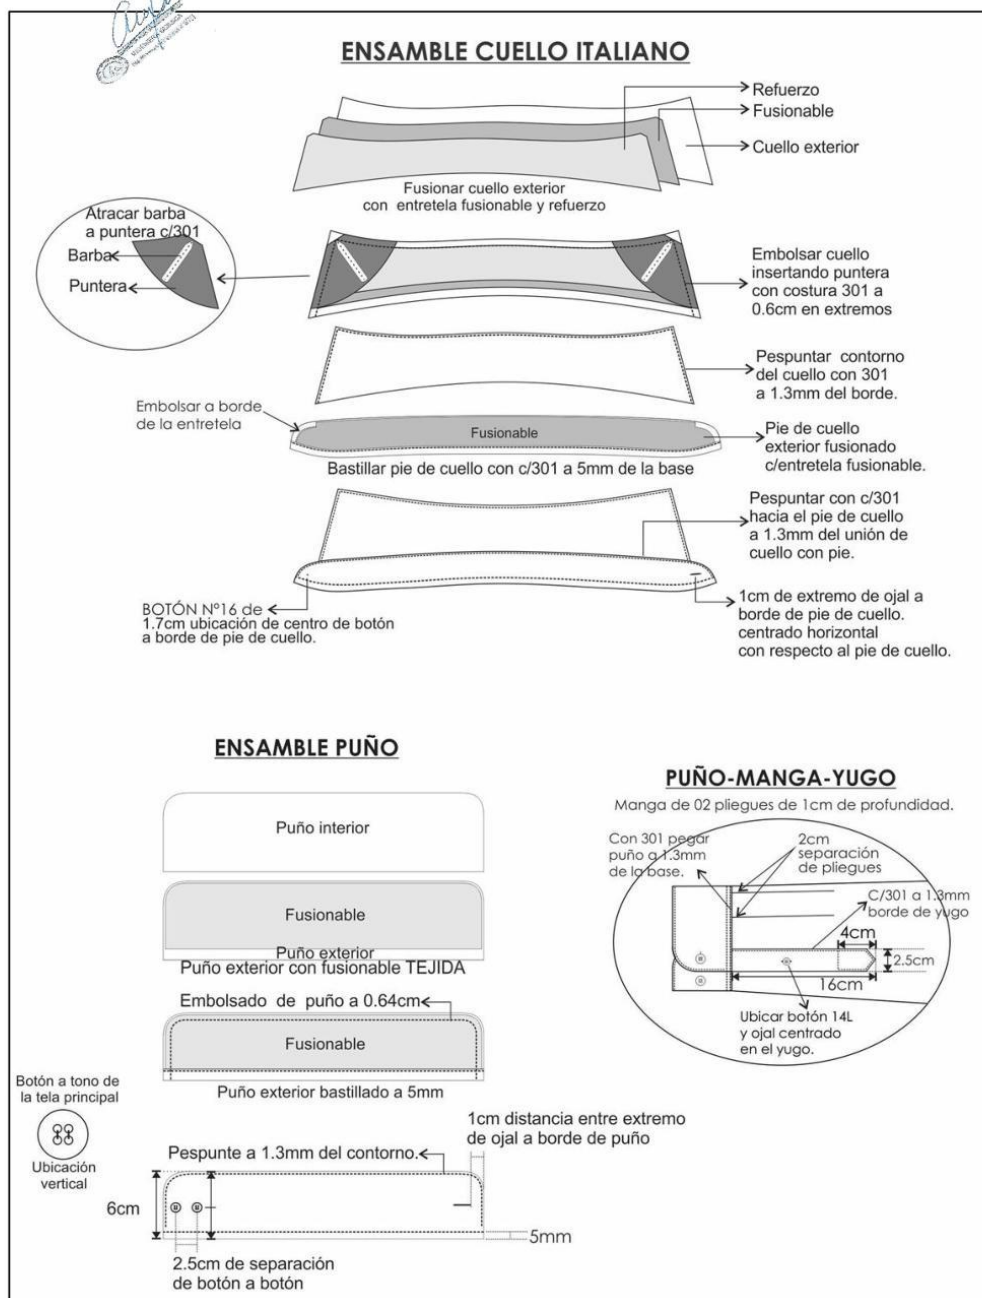 ENSAMBLE CUELLO ITALIANO
Refuerzo
Fusionable
Cuello exterior
Fusionar cuello exterior
con entretela fusionable y refuerzo
Atracar barba
a puntera c/301
Barba
Puntera
Embolsar cuello
insertando puntera
con costura 301 a
0.6cm en extremos
Pespuntar contorno
del cuello con 301
a 1.3mm del borde.
Embolsar a borde
de la entretela
Fusionable
Pie de cuello
exterior fusionado
c/entretela fusionable.
Bastillar pie de cuello con c/301 a 5mm de la base
Pespuntar con c/301
hacia el pie de cuello
a 1.3mm del unión de
cuello con pie.
BOTÓN Nº16 de
1.7cm ubicación de centro de botón
a borde de pie de cuello.
1cm de extremo de ojal a
borde de pie de cuello.
centrado horizontal
con respecto al pie de cuello.
ENSAMBLE PUÑO
Puño interior
Fusionable
Puño exterior
Puño exterior con fusionable TEJIDA
Embolsado de puño a 0.64cm
Fusionable
Puño exterior bastillado a 5mm
Botón a tono de
la tela principal
Ubicación
vertical
1cm distancia entre extremo
de ojal a borde de puño
Pespunte a 1.3mm del contorno.
6cm
5mm
2.5cm de separación
de botón a botón
PUÑO-MANGA-YUGO
Manga de 02 pliegues de 1cm de profundidad.
Con 301 pegar
puño a 1.3mm
de la base.
2cm
separación
de pliegues
C/301 a 1.3mm
borde de yugo
4cm
2.5cm
16cm
Ubicar botón 14L
y ojal centrado
en el yugo.